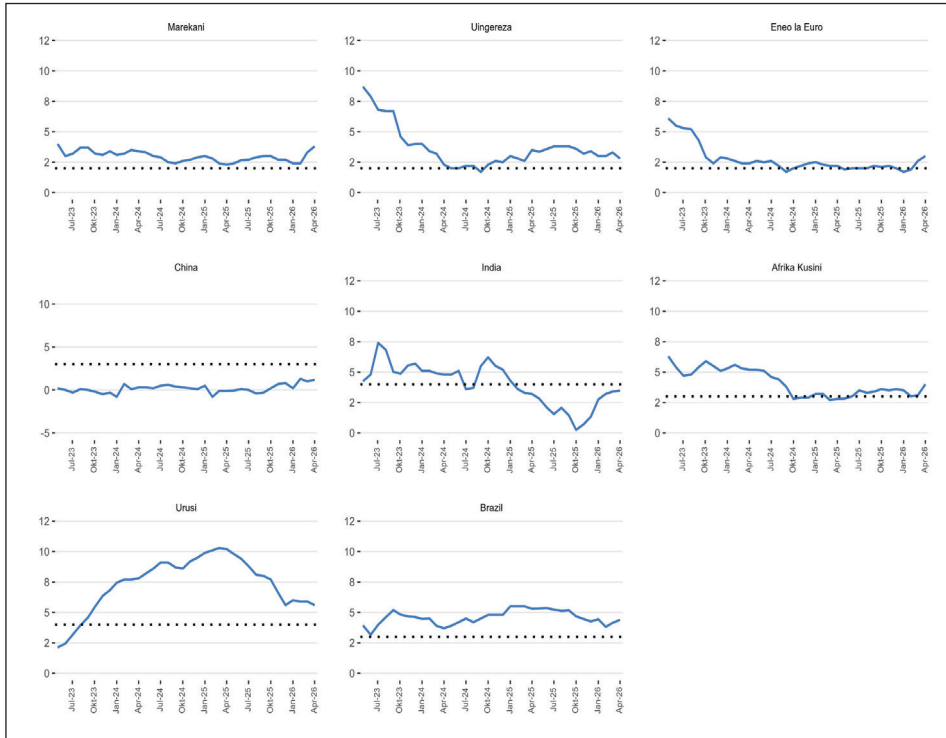 Marekani
12
10
8
5
2
0
Jul-23
Okt-23
Jan-24
Apr-24
Jul-24
Okt-24
Jan-25
Apr-25
Jul-25
Okt-25
Jan-26
Apr-26
Uingereza
12
10
8
5
2
0
Jul-23
Okt-23
Jan-24
Apr-24
Jul-24
Okt-24
Jan-25
Apr-25
Jul-25
Okt-25
Jan-26
Apr-26
Eneo la Euro
12
10
8
5
2
0
Jul-23
Okt-23
Jan-24
Apr-24
Jul-24
Okt-24
Jan-25
Apr-25
Jul-25
Okt-25
Jan-26
Apr-26
China
10
5
0
-5
Jul-23
Okt-23
Jan-24
Apr-24
Jul-24
Okt-24
Jan-25
Apr-25
Jul-25
Okt-25
Jan-26
Apr-26
India
12
10
8
5
2
0
Jul-23
Okt-23
Jan-24
Apr-24
Jul-24
Okt-24
Jan-25
Apr-25
Jul-25
Okt-25
Jan-26
Apr-26
Afrika Kusini
12
10
8
5
2
0
Jul-23
Okt-23
Jan-24
Apr-24
Jul-24
Okt-24
Jan-25
Apr-25
Jul-25
Okt-25
Jan-26
Apr-26
Urusi
12
10
8
5
2
0
Jul-23
Okt-23
Jan-24
Apr-24
Jul-24
Okt-24
Jan-25
Apr-25
Jul-25
Okt-25
Jan-26
Apr-26
Brazil
12
10
8
5
2
0
Jul-23
Okt-23
Jan-24
Apr-24
Jul-24
Okt-24
Jan-25
Apr-25
Jul-25
Okt-25
Jan-26
Apr-26